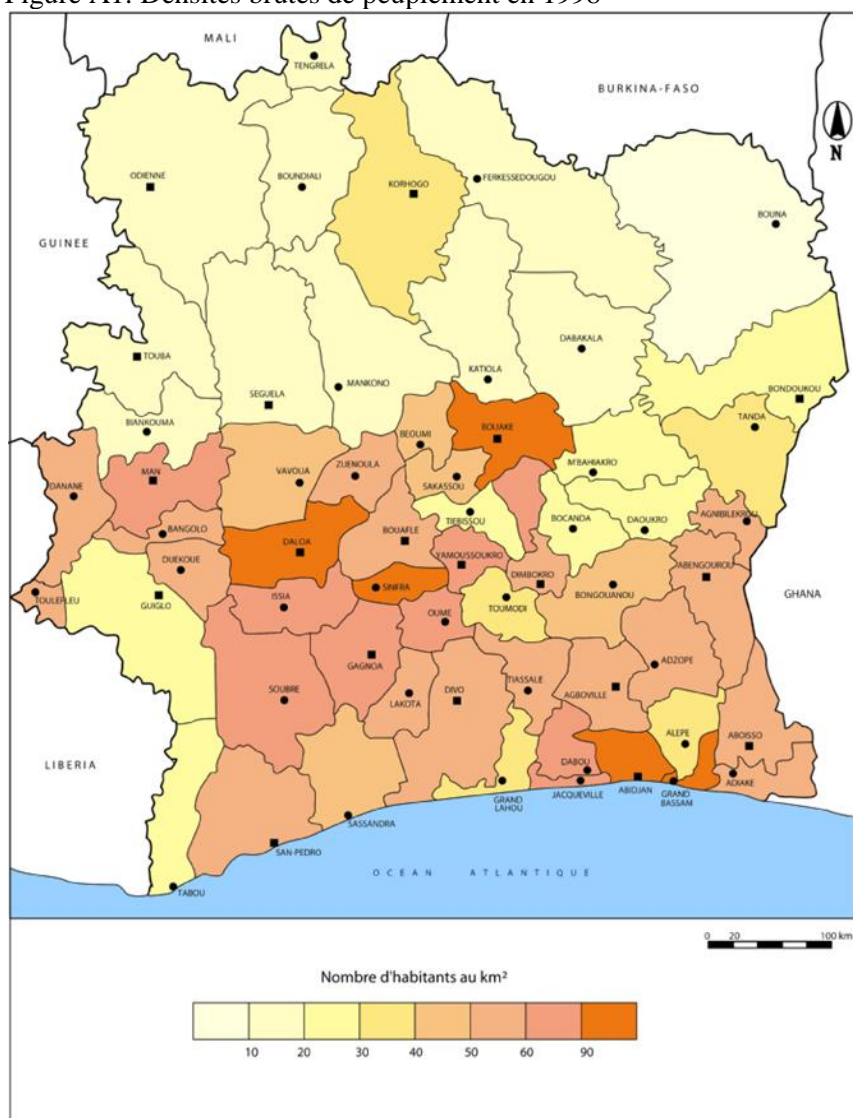 Figure A1: Densités brutes de peuplement en 1998
MALI
TENGRELA
BURKINA-FASO
N
ODIENNE
BOUNDIALI
KORHOGO
FERKESSEDOUGOU
BOUNA
GUINEE
TOUBA
SEGUELA
MANKONO
KATIOLA
DABAKALA
BONDOUKOU
BIANKOUMA
BEOUMI
BOUAKE
TANDA
MAN
VAVOUA
ZUENOULA
SAKASSOU
M'BAHIAKRO
DANANE
BANGOLO
DALOA
BOUAFLE
TIEBISSOU
BOCANDA
DAOUKRO
AGNIBILEKROU
DUEKOUE
YAMOUSSOUKRO
DIMBOKRO
ABENGOUROU
TOULEPLEU
GUIGLO
ISSIA
SINFRA
TOUMODI
BONGOUANOU
GHANA
OUME
GAGNOA
ADZOPE
SOUBRE
LAKOTA
DIVO
TIASSALE
AGBOVILLE
ALEPE
ABOISSO
LIBERIA
DABOU
ADIAKE
GRAND
LAHOU
JACQUEVILLE
ABIDJAN
GRAND
BASSAM
SASSANDRA
SAN-PEDRO
OCEAN ATLANTIQUE
TABOU
0 20 100 km
Nombre d'habitants au km²
10 20 30 40 50 60 90